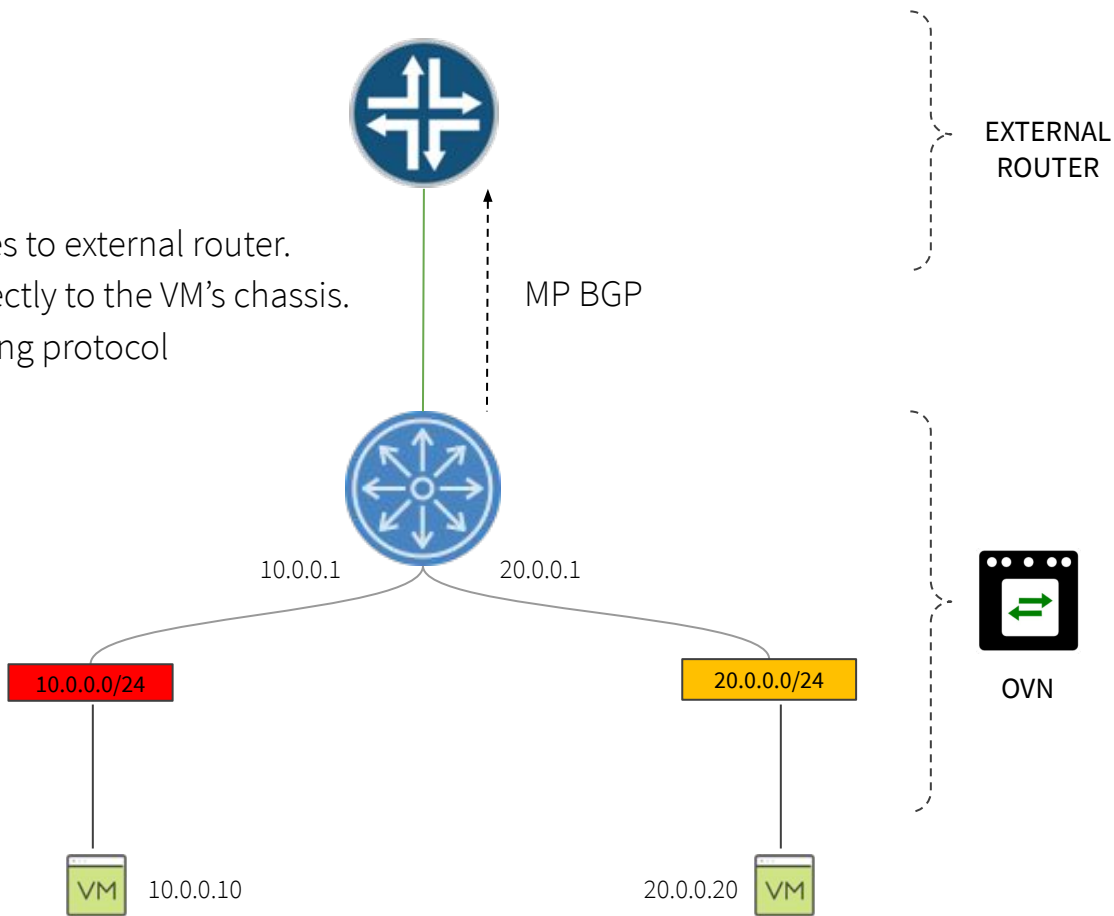 EXTERNAL
ROUTER
es to external router.
ectly to the VM's chassis.
ng protocol
MP BGP
10.0.0.1
20.0.0.1
10.0.0.0/24
20.0.0.0/24
OVN
VM
10.0.0.10
20.0.0.20
VM